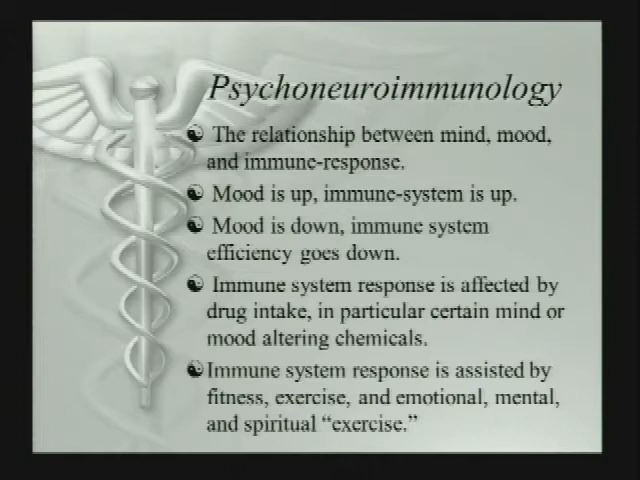 Psychoneuroimmunology
The relationship between mind, mood,
and immune-response.
Mood is up, immune-system is up.
Mood is down, immune system
efficiency goes down.
Immune system response is affected by
drug intake, in particular certain mind or
mood altering chemicals.
Immune system response is assisted by
fitness, exercise, and emotional, mental,
and spiritual “exercise.”